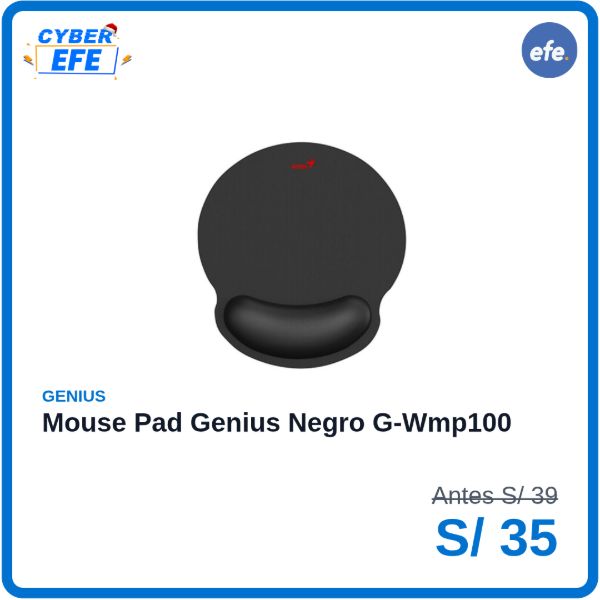 CYBER
EFE
efe.
GENIUS
Mouse Pad Genius Negro G-Wmp100
Antes S/ 39
S/ 35